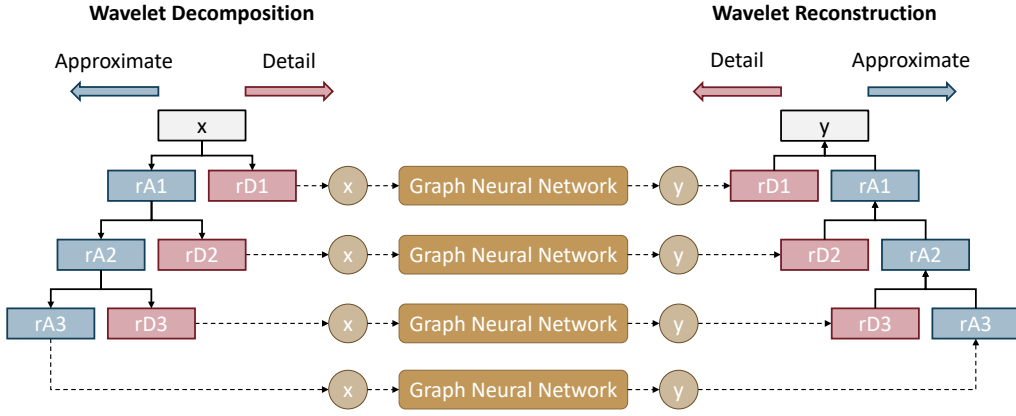 Wavelet Decomposition
Wavelet Reconstruction
Approximate
Detail
Detail
Approximate
x
y
rA1
rD1
x
Graph Neural Network
y
rD1
rA1
rA2
rD2
x
Graph Neural Network
y
rD2
rA2
rA3
rD3
x
Graph Neural Network
y
rD3
rA3
x
Graph Neural Network
y